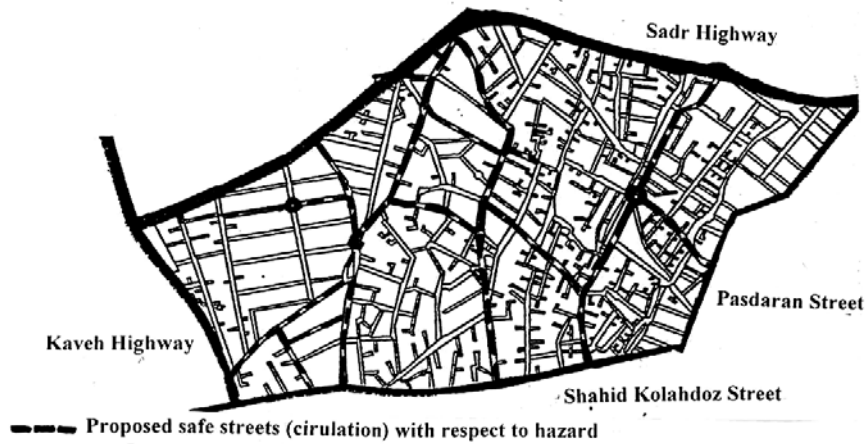 Sadr Highway
Pasdaran Street
Kaveh Highway
Shahid Kolahdoz Street
Proposed safe streets (cirulation) with respect to hazard